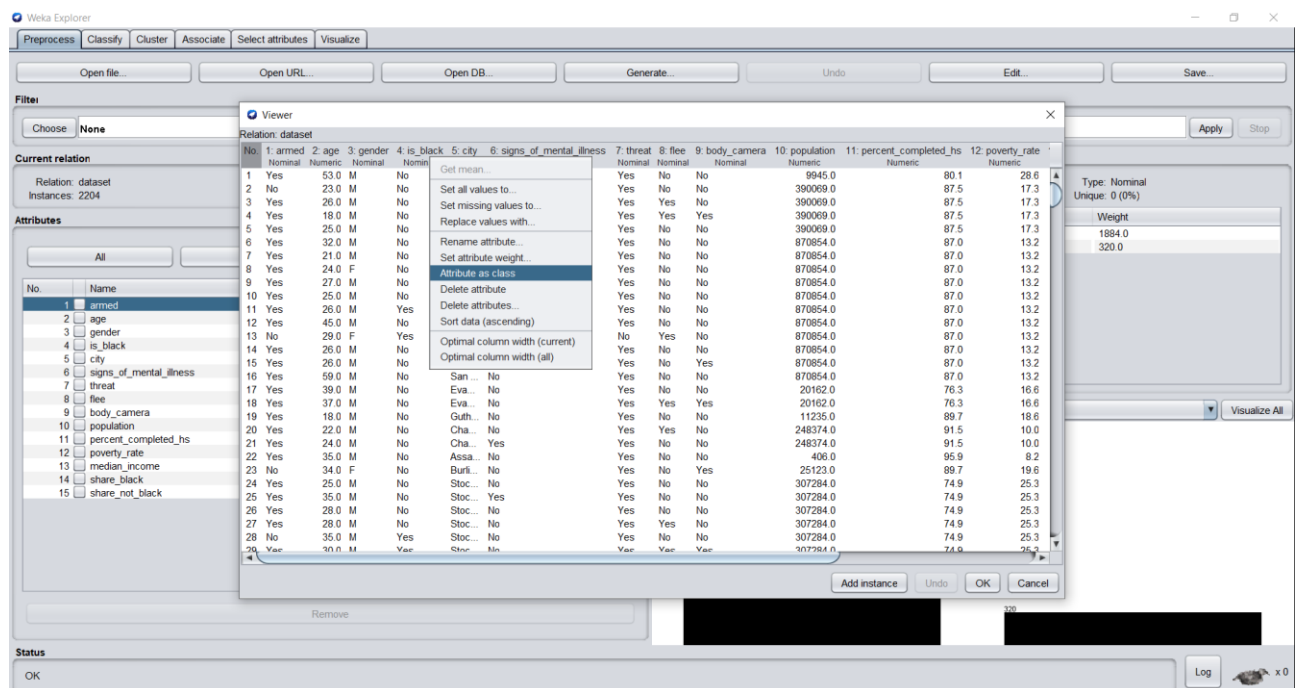 Weka Explorer
Preprocess Classify Cluster Associate Select attributes Visualize
Open file... Open URL... Open DB... Generate... Undo Edit... Save...
Filter
Choose None Apply Stop
Current relation
Relation: dataset
Instances: 2204
Attributes
All
No. Name
1 armed
2 age
3 gender
4 is_black
5 city
6 signs_of_mental_illness
7 threat
8 flee
9 body_camera
10 population
11 percent_completed_hs
12 poverty_rate
13 median_income
14 share_black
15 share_not_black
Remove
Status
OK
Viewer
Relation: dataset
No. 1: armed 2: age 3: gender 4: is_black 5: city 6: signs_of_mental_illness 7: threat 8: flee 9: body_camera 10: population 11: percent_completed_hs 12: poverty_rate
Nominal Numeric Nominal Nomin Nominal Nominal Nominal Numeric Numeric Numeric
1 Yes 53.0 M No Yes No No 9945.0 80.1 28.6
2 No 23.0 M No Yes No No 390069.0 87.5 17.3
3 Yes 26.0 M No Yes Yes No 390069.0 87.5 17.3
4 Yes 18.0 M No Yes Yes Yes 390069.0 87.5 17.3
5 Yes 25.0 M No Yes No No 390069.0 87.5 17.3
6 Yes 32.0 M No Yes No No 870854.0 87.0 13.2
7 Yes 21.0 M No Yes No No 870854.0 87.0 13.2
8 Yes 24.0 F No Yes No No 870854.0 87.0 13.2
9 Yes 27.0 M No Yes No No 870854.0 87.0 13.2
10 Yes 25.0 M No Yes No No 870854.0 87.0 13.2
11 Yes 26.0 M Yes Yes No No 870854.0 87.0 13.2
12 Yes 45.0 M No Yes No No 870854.0 87.0 13.2
13 No 29.0 F Yes No Yes No 870854.0 87.0 13.2
14 Yes 26.0 M No Yes No No 870854.0 87.0 13.2
15 Yes 26.0 M No Yes No Yes 870854.0 87.0 13.2
16 Yes 59.0 M No San ... No Yes No No 870854.0 87.0 13.2
17 Yes 39.0 M No Eva... No Yes No No 20162.0 76.3 16.6
18 Yes 37.0 M No Eva... No Yes Yes Yes 20162.0 76.3 16.6
19 Yes 18.0 M No Guth... No Yes No No 11235.0 89.7 18.6
20 Yes 22.0 M No Cha... No Yes Yes No 248374.0 91.5 10.0
21 Yes 24.0 M No Cha... Yes Yes No No 248374.0 91.5 10.0
22 Yes 35.0 M No Assa... No Yes No No 406.0 95.9 8.2
23 No 34.0 F No Burli... No Yes No Yes 25123.0 89.7 19.6
24 Yes 25.0 M No Stoc... No Yes No No 307284.0 74.9 25.3
25 Yes 35.0 M No Stoc... Yes Yes No No 307284.0 74.9 25.3
26 Yes 28.0 M No Stoc... No Yes No No 307284.0 74.9 25.3
27 Yes 28.0 M No Stoc... No Yes Yes No 307284.0 74.9 25.3
28 No 35.0 M Yes Stoc... No Yes No No 307284.0 74.9 25.3
29 Yes 30.0 M Yes Stoc... No Yes Yes Yes 307284.0 74.9 25.3
Get mean...
Set all values to...
Set missing values to...
Replace values with...
Rename attribute...
Set attribute weight...
Attribute as class
Delete attribute
Delete attributes...
Sort data (ascending)
Optimal column width (current)
Optimal column width (all)
Add instance Undo OK Cancel
Type: Nominal
Unique: 0 (0%)
Weight
1884.0
320.0
Visualize All
320
Log x 0